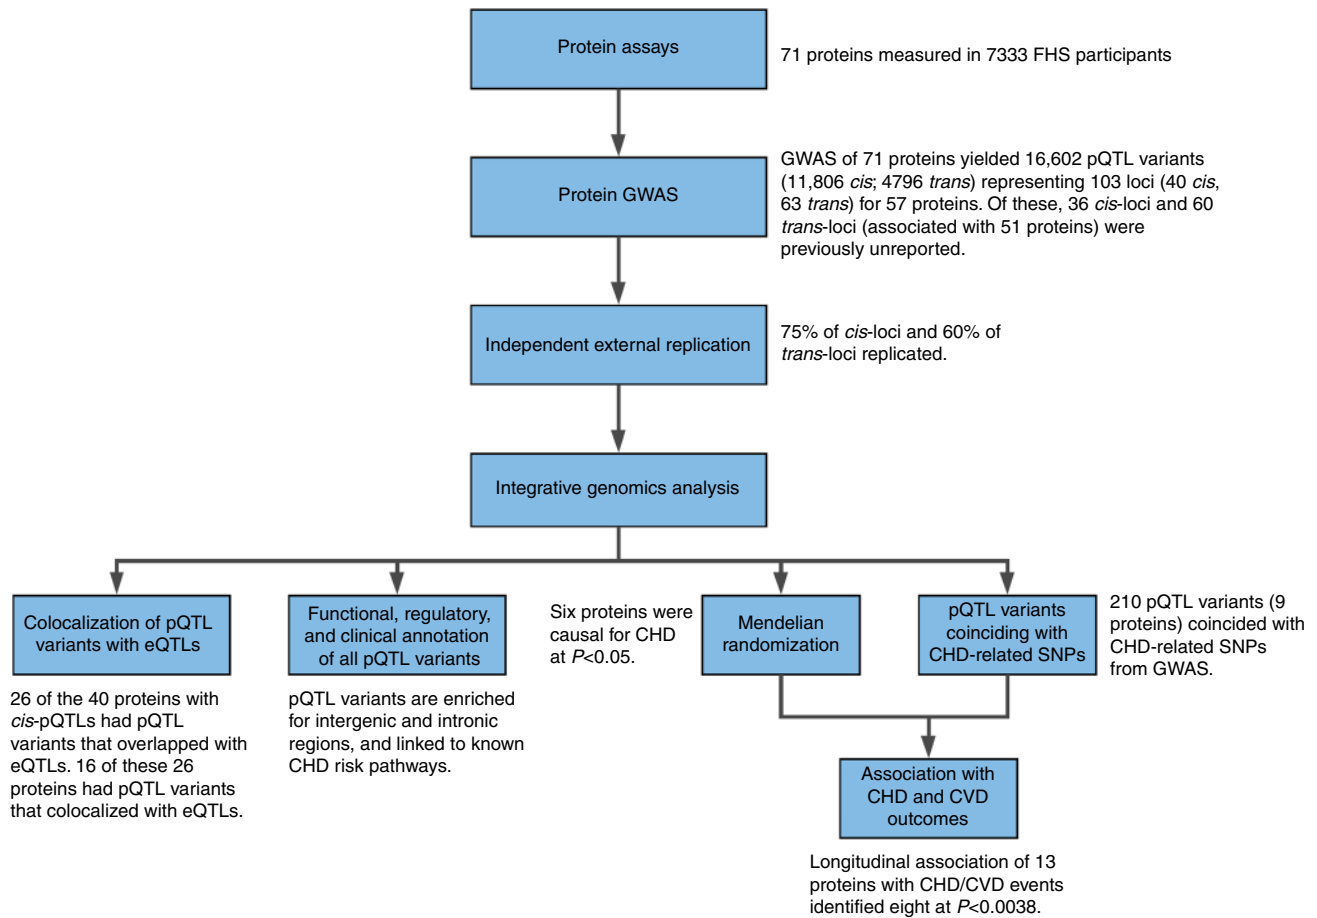 Protein assays
71 proteins measured in 7333 FHS participants
Protein GWAS
GWAS of 71 proteins yielded 16,602 pQTL variants
(11,806 cis; 4796 trans) representing 103 loci (40 cis,
63 trans) for 57 proteins. Of these, 36 cis-loci and 60
trans-loci (associated with 51 proteins) were
previously unreported.
Independent external replication
75% of cis-loci and 60% of
trans-loci replicated.
Integrative genomics analysis
Colocalization of pQTL
variants with eQTLs
26 of the 40 proteins with
cis-pQTLs had pQTL
variants that overlapped with
eQTLs. 16 of these 26
proteins had pQTL variants
that colocalized with eQTLs.
Functional, regulatory,
and clinical annotation
of all pQTL variants
pQTL variants are enriched
for intergenic and intronic
regions, and linked to known
CHD risk pathways.
Six proteins were
causal for CHD
at P<0.05.
Mendelian
randomization
pQTL variants
coinciding with
CHD-related SNPs
210 pQTL variants (9
proteins) coincided with
CHD-related SNPs
from GWAS.
Association with
CHD and CVD
outcomes
Longitudinal association of 13
proteins with CHD/CVD events
identified eight at P<0.0038.